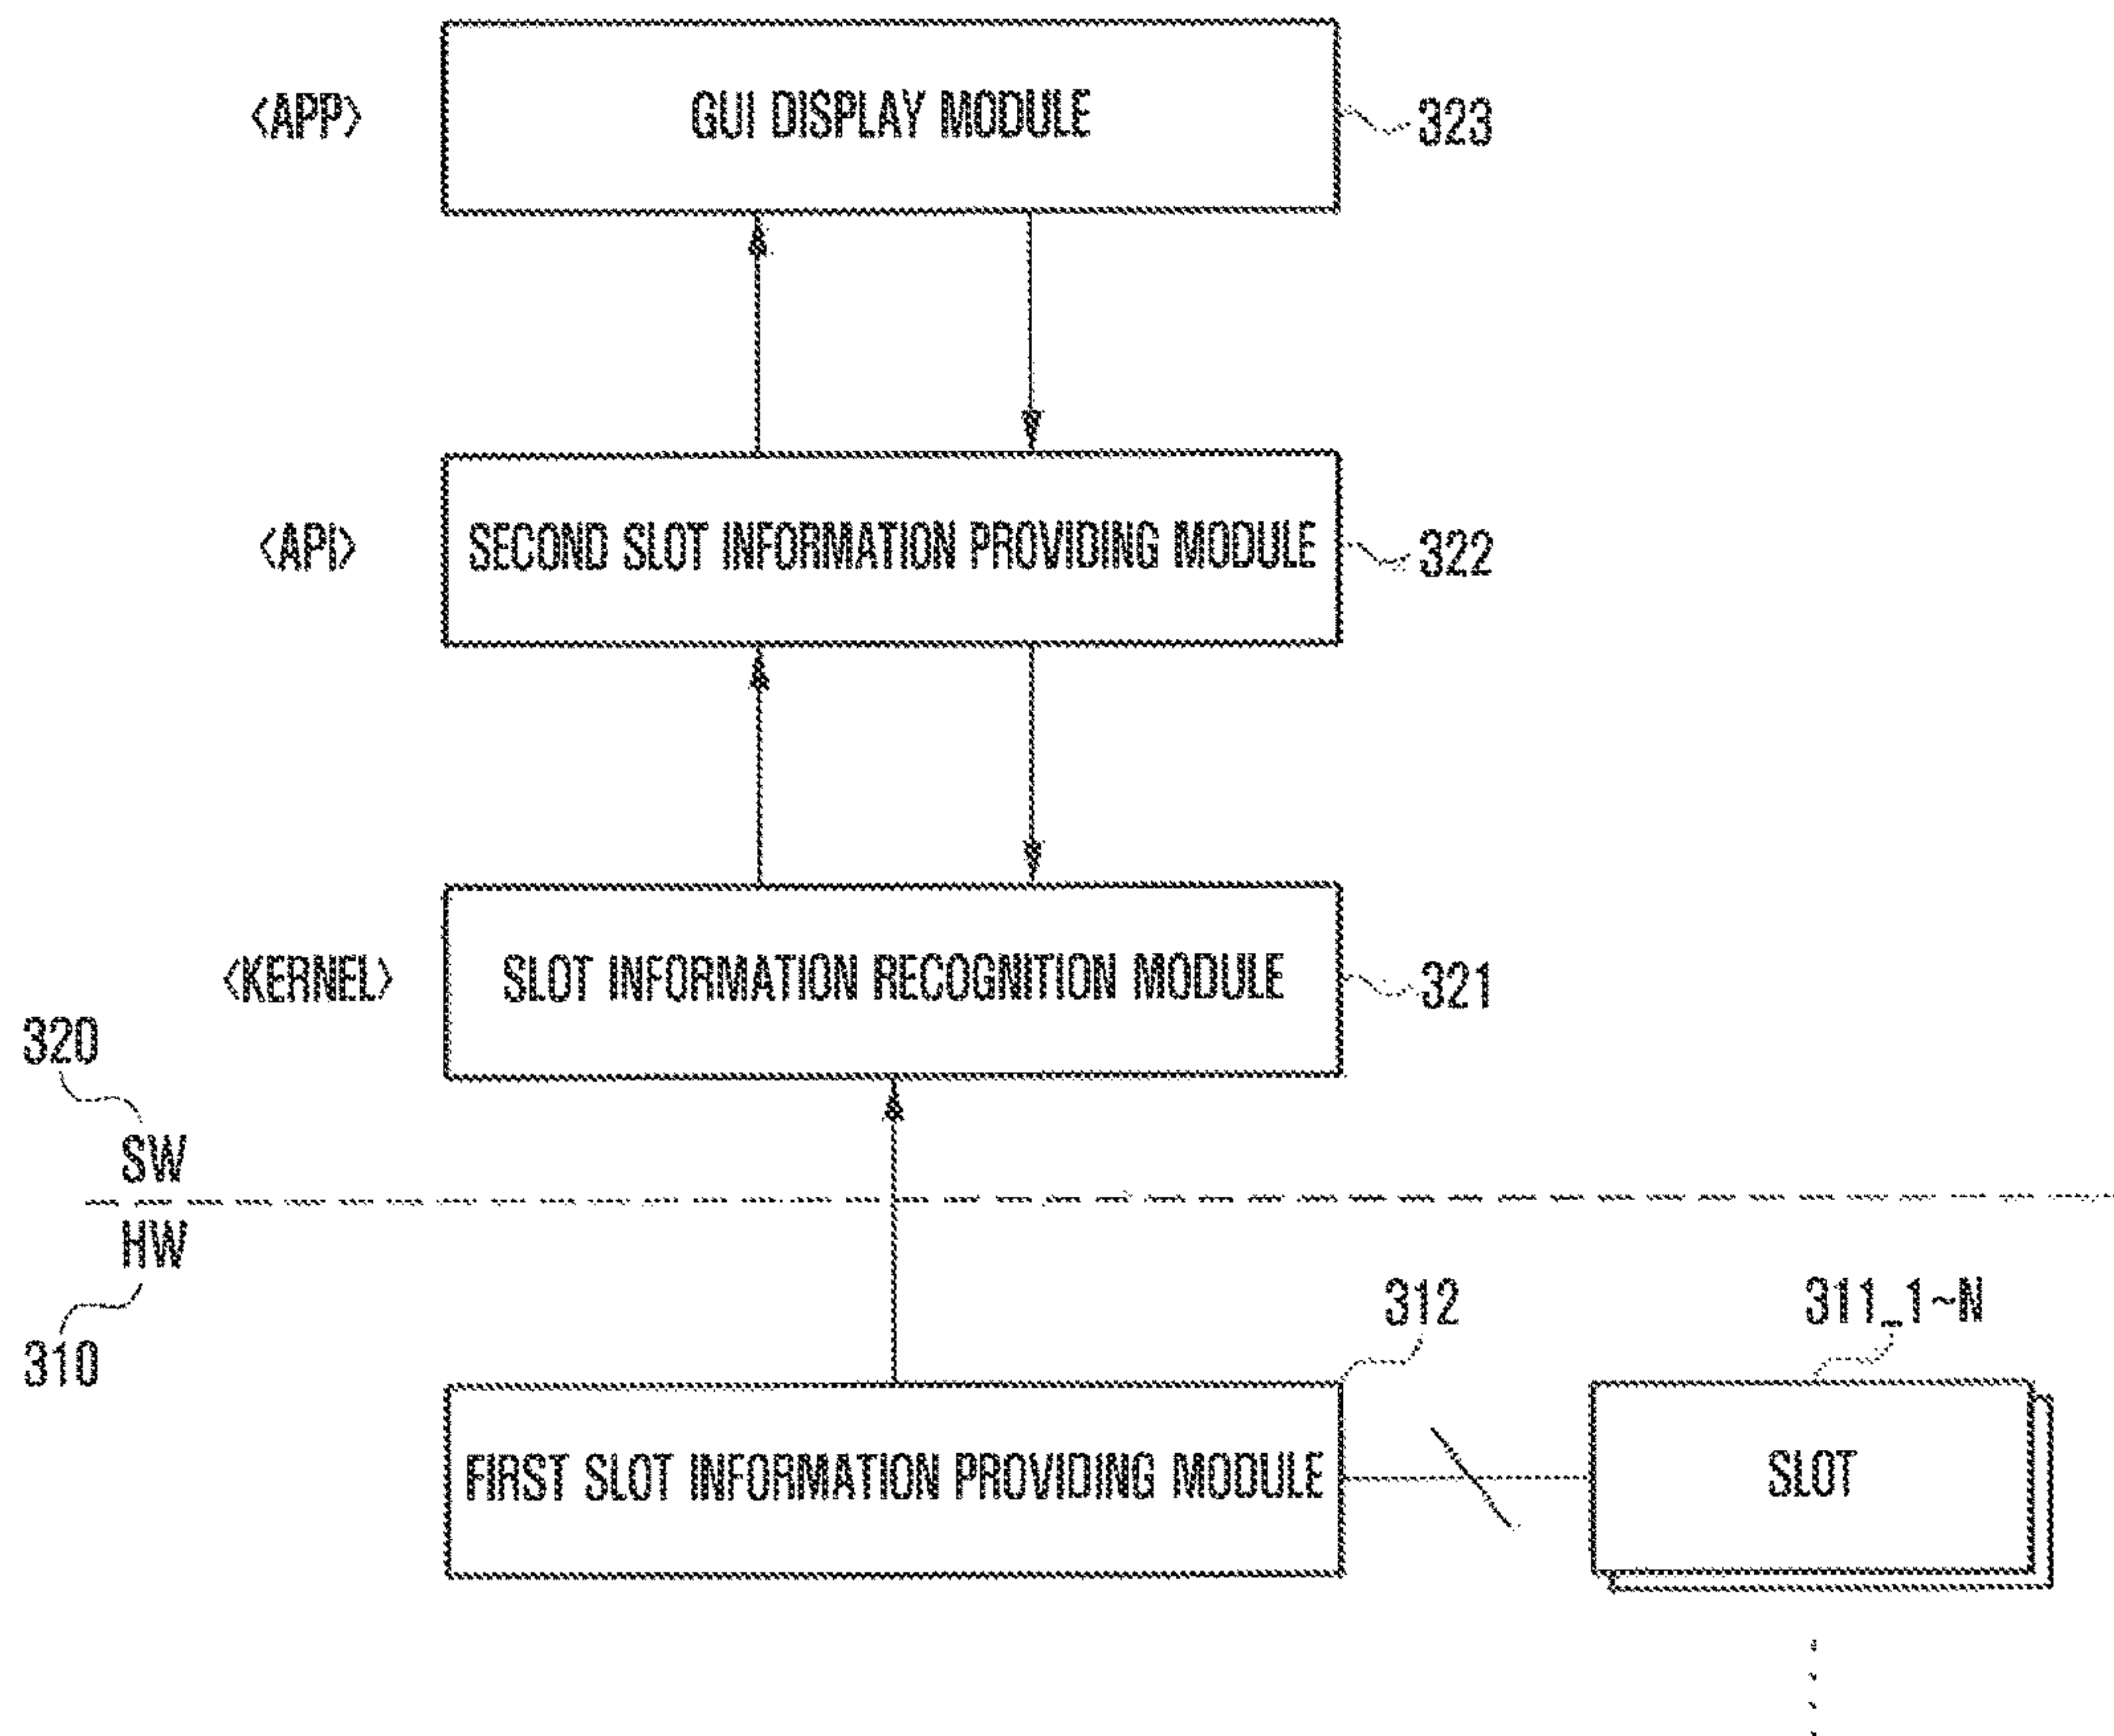 <APP>
GUI DISPLAY MODULE
323
<API>
SECOND SLOT INFORMATION PROVIDING MODULE
322
<KERNEL>
SLOT INFORMATION RECOGNITION MODULE
321
320
SW
HW
310
312
311_1~N
FIRST SLOT INFORMATION PROVIDING MODULE
SLOT